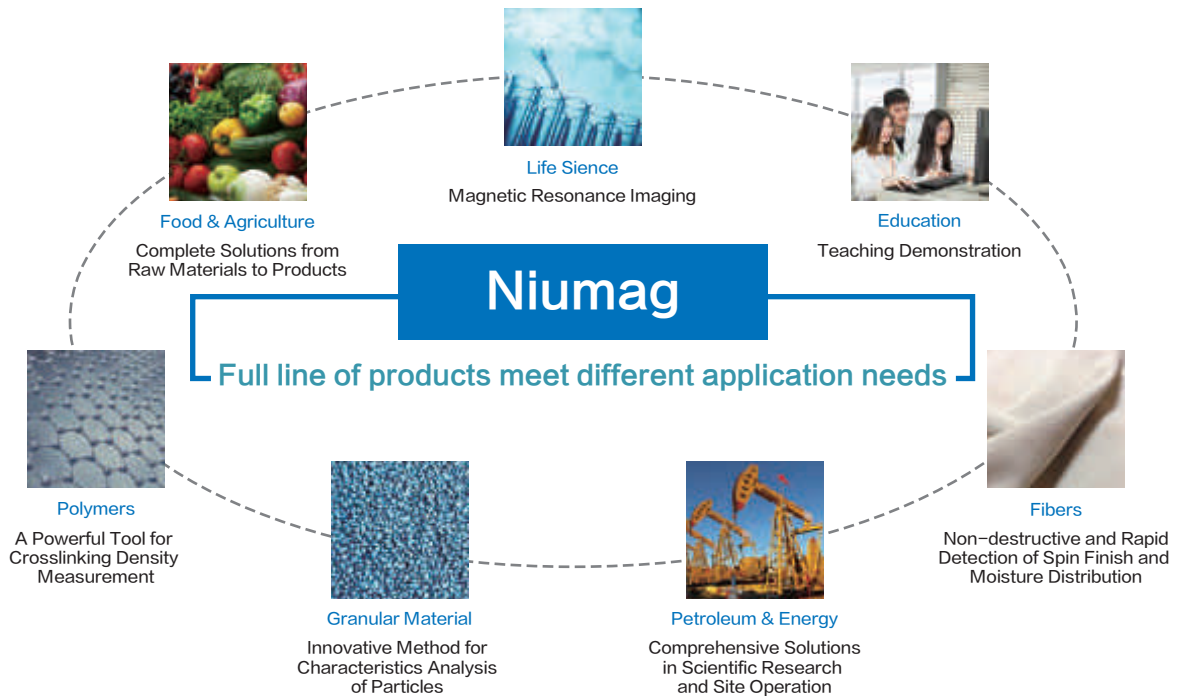 Life Sience
Magnetic Resonance Imaging
Food & Agriculture
Complete Solutions from
Raw Materials to Products
Education
Teaching Demonstration
Niumag
Full line of products meet different application needs
Polymers
A Powerful Tool for
Crosslinking Density
Measurement
Granular Material
Innovative Method for
Characteristics Analysis
of Particles
Petroleum & Energy
Comprehensive Solutions
in Scientific Research
and Site Operation
Fibers
Non-destructive and Rapid
Detection of Spin Finish and
Moisture Distribution